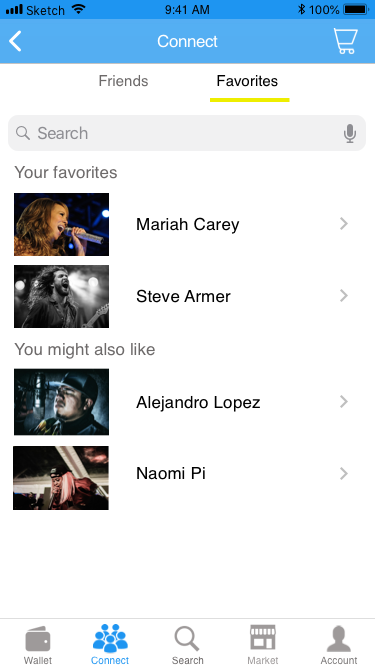 Sketch 9:41 AM 100%
Connect
Friends Favorites
Search
Your favorites
Mariah Carey
Steve Armer
You might also like
Alejandro Lopez
Naomi Pi
Wallet Connect Search Market Account